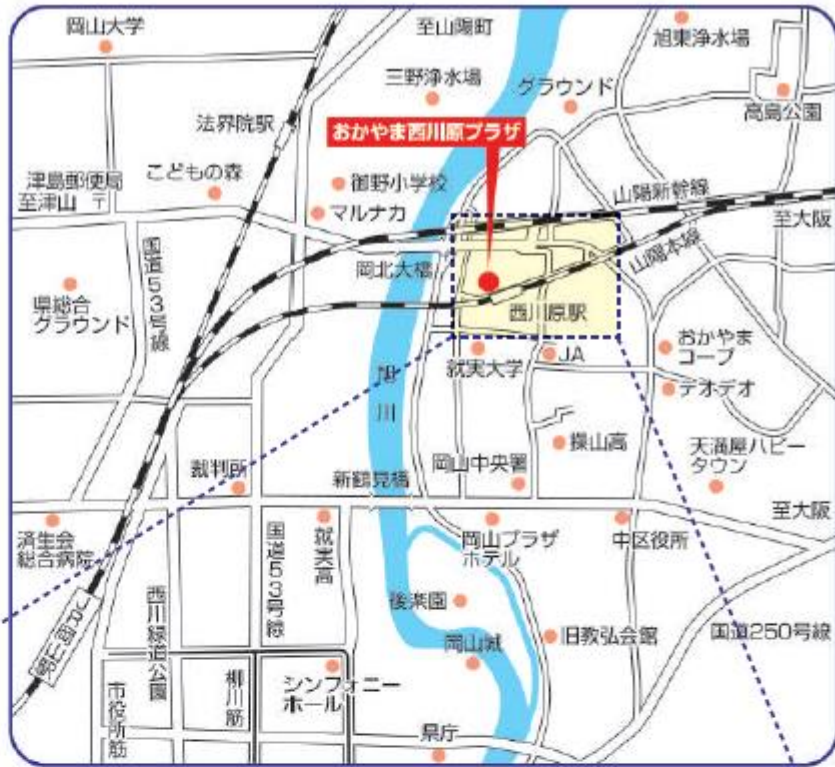 岡山大学
至山陽町
旭東浄水場
三野浄水場
グラウンド
高島公園
法界院駅
おかやま西川原プラザ
津島郵便局
至津山 〒
こどもの森
御野小学校
マルナカ
山陽新幹線
至大阪
山陽本線
国道53号線
岡北大橋
県総合
グラウンド
西川原駅
おかやま
コープ
就実大学
JA
デオデオ
旭川
操山高
天満屋ハピー
タウン
裁判所
新鶴見橋
岡山中央署
至大阪
済生会
総合病院
国道53号線
就実高
岡山プラザ
ホテル
中区役所
JR岡山駅
西川緑道公園
後楽園
岡山城
旧教弘会館
国道250号線
市役所筋
柳川筋
シンフォニー
ホール
県庁